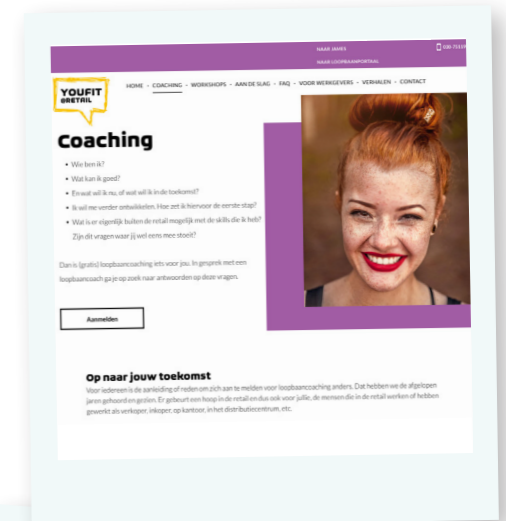 NAAR JAMES
NAAR LOOPBAANPORTAAL
YOUFIT
@RETAIL
HOME - COACHING - WORKSHOPS - AAN DE SLAG - FAQ - VOOR WERKGEVERS - VERHALEN - CONTACT
Coaching
• Wie ben ik?
• Wat kan ik goed?
• En wat wil ik nu, of wat wil ik in de toekomst?
• Ik wil me verder ontwikkelen. Hoe zet ik hiervoor de eerste stap?
• Wat is er eigenlijk buiten de retail mogelijk met de skills die ik heb?
Zijn dit vragen waar jij wel eens mee stoeit?
Dan is (gratis) loopbaancoaching iets voor jou. In gesprek met een
loopbaancoach ga je op zoek naar antwoorden op deze vragen.
Aanmelden
Op naar jouw toekomst
Voor iedereen is de aanleiding of reden om zich aan te melden voor loopbaancoaching anders. Dat hebben we de afgelopen
jaren gehoord en gezien. Er gebeurt een hoop in de retail en dus ook voor jullie, de mensen die in de retail werken of hebben
gewerkt als verkoper, inkoper, op kantoor, in het distributiecentrum, etc.